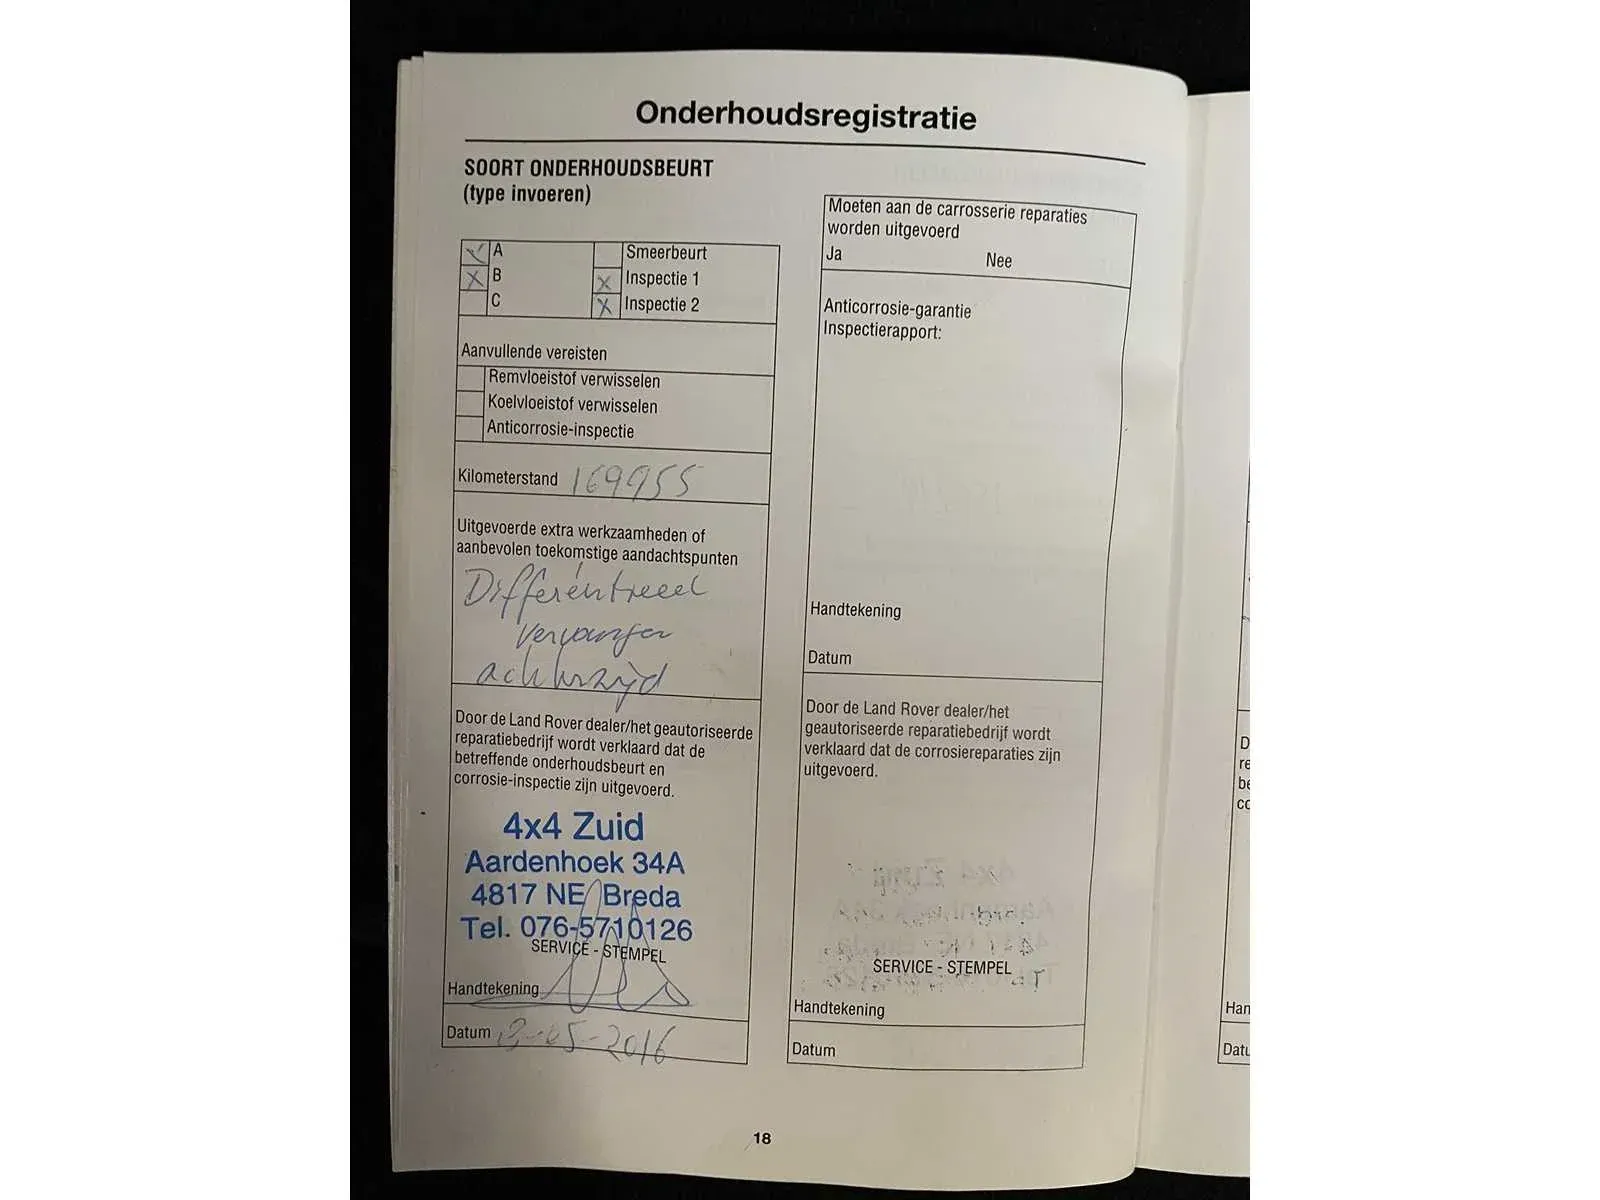 Onderhoudsregistratie
SOORT ONDERHOUDSBEURT
(type invoeren)
A
Smeerbeurt
B
Inspectie 1
C
Inspectie 2
Aanvullende vereisten
Remvloeistof verwisselen
Koelvloeistof verwisselen
Anticorrosie-inspectie
Kilometerstand 169955
Uitgevoerde extra werkzaamheden of
aanbevolen toekomstige aandachtspunten
Differentieel
vervangen
achterzijd
Door de Land Rover dealer/het geautoriseerde
reparatiebedrijf wordt verklaard dat de
betreffende onderhoudsbeurt en
corrosie-inspectie zijn uitgevoerd.
4x4 Zuid
Aardenhoek 34A
4817 NE Breda
Tel. 076-5710126
SERVICE - STEMPEL
Handtekening
Datum -05-2016
Moeten aan de carrosserie reparaties
worden uitgevoerd
Ja Nee
Anticorrosie-garantie
Inspectierapport:
Handtekening
Datum
Door de Land Rover dealer/het
geautoriseerde reparatiebedrijf wordt
verklaard dat de corrosiereparaties zijn
uitgevoerd.
SERVICE - STEMPEL
Handtekening
Datum
18